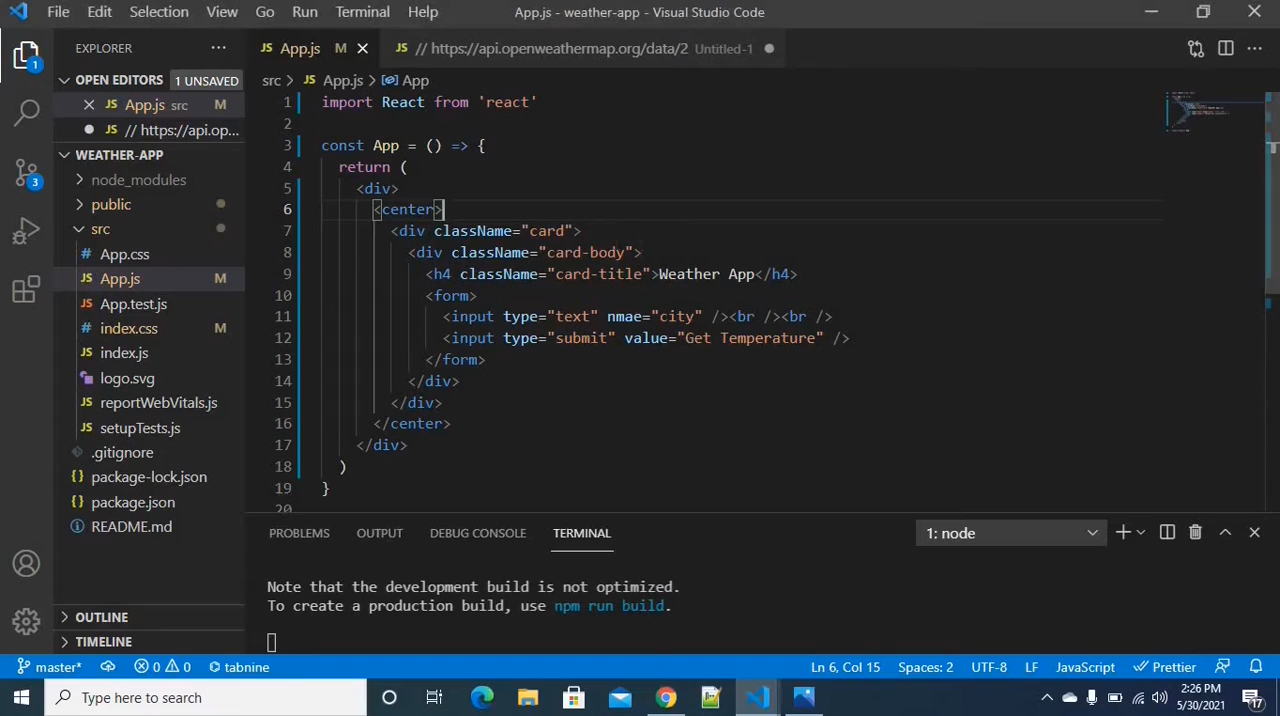 File Edit Selection View Go Run Terminal Help App.js - weather-app - Visual Studio Code
EXPLORER
OPEN EDITORS 1 UNSAVED
App.js src M
// https://api.op...
WEATHER-APP
node_modules
public
src
App.css
App.js M
App.test.js
index.css M
index.js
logo.svg
reportWebVitals.js
setupTests.js
.gitignore
package-lock.json
package.json
README.md
OUTLINE
TIMELINE
1
3
JS App.js M JS // https://api.openweathermap.org/data/2 Untitled-1
src > JS App.js > App
1 import React from 'react'
2
3 const App = () => {
4 return (
5 <div>
6 <center>
7 <div className="card">
8 <div className="card-body">
9 <h4 className="card-title">Weather App</h4>
10 <form>
11 <input type="text" nmae="city" /><br /><br />
12 <input type="submit" value="Get Temperature" />
13 </form>
14 </div>
15 </div>
16 </center>
17 </div>
18 )
19 }
20
PROBLEMS OUTPUT DEBUG CONSOLE TERMINAL 1: node
Note that the development build is not optimized.
To create a production build, use npm run build.
master* 0 0 tabnine Ln 6, Col 15 Spaces: 2 UTF-8 LF JavaScript Prettier
Type here to search
2:26 PM
5/30/2021
17